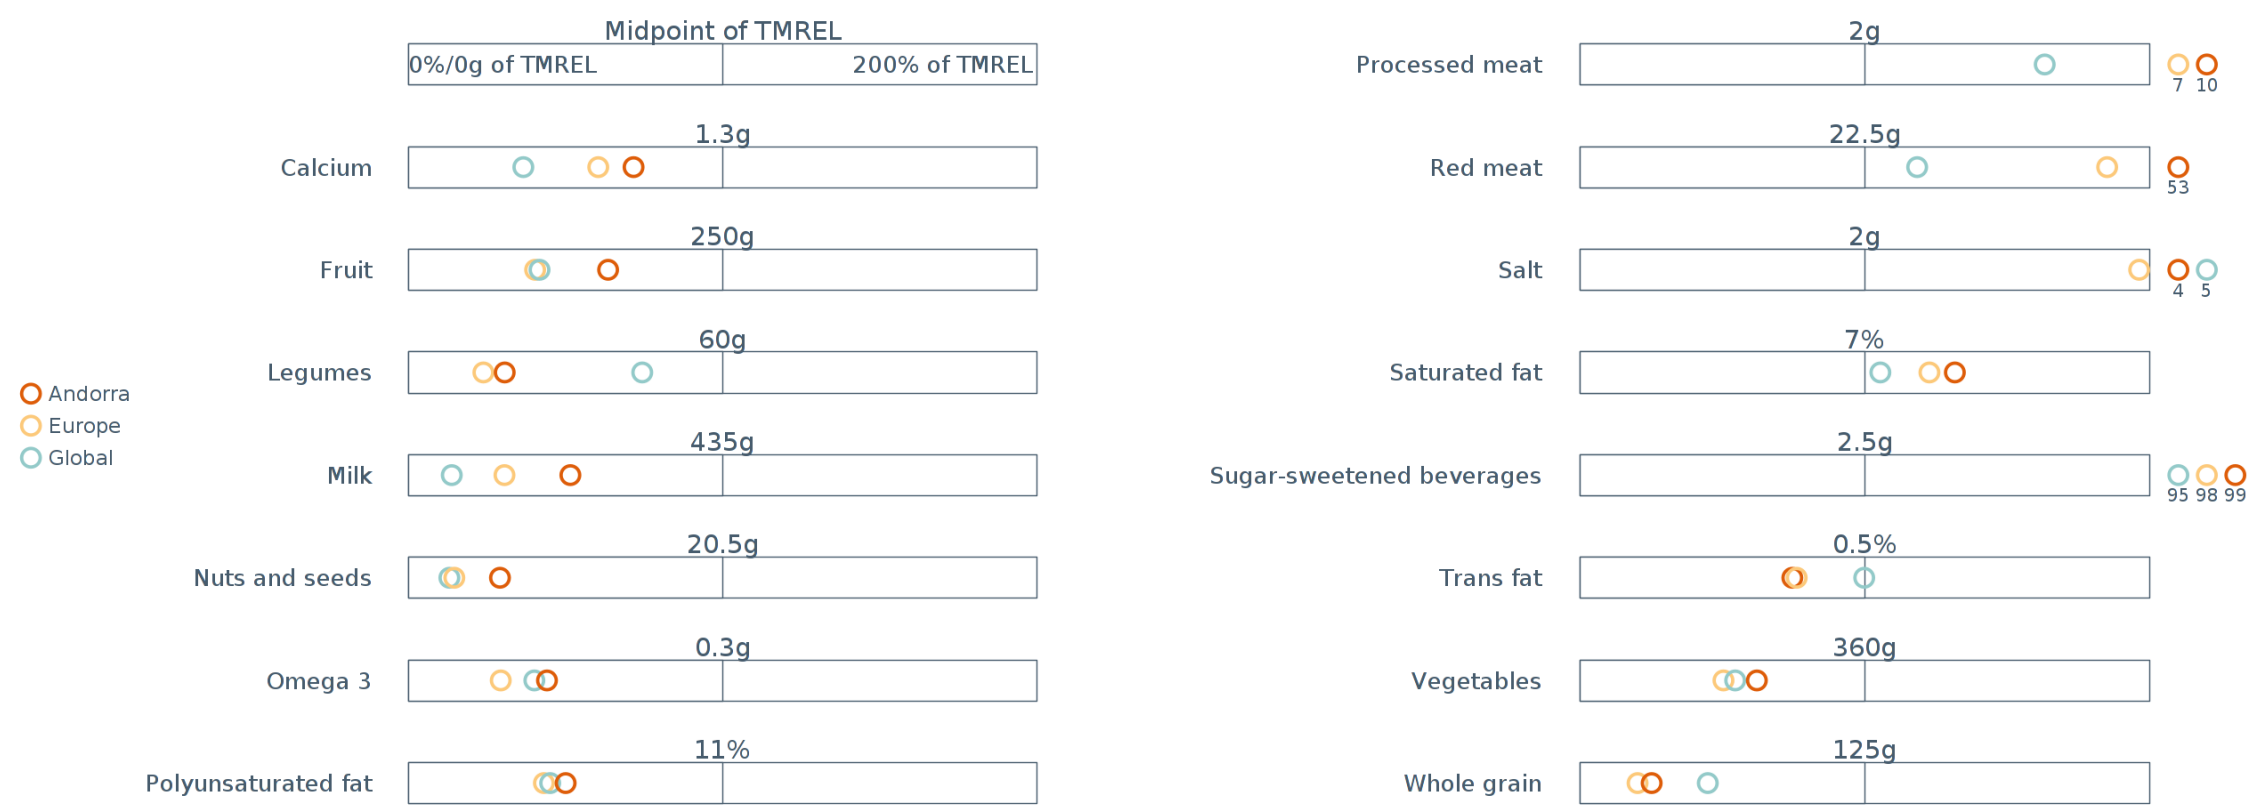 Midpoint of TMREL
0%/0g of TMREL 200% of TMREL
1.3g
Calcium
250g
Fruit
60g
Legumes
435g
Milk
20.5g
Nuts and seeds
0.3g
Omega 3
11%
Polyunsaturated fat
Andorra
Europe
Global
2g
Processed meat
7 10
22.5g
Red meat
53
2g
Salt
4 5
7%
Saturated fat
2.5g
Sugar-sweetened beverages
95 98 99
0.5%
Trans fat
360g
Vegetables
125g
Whole grain